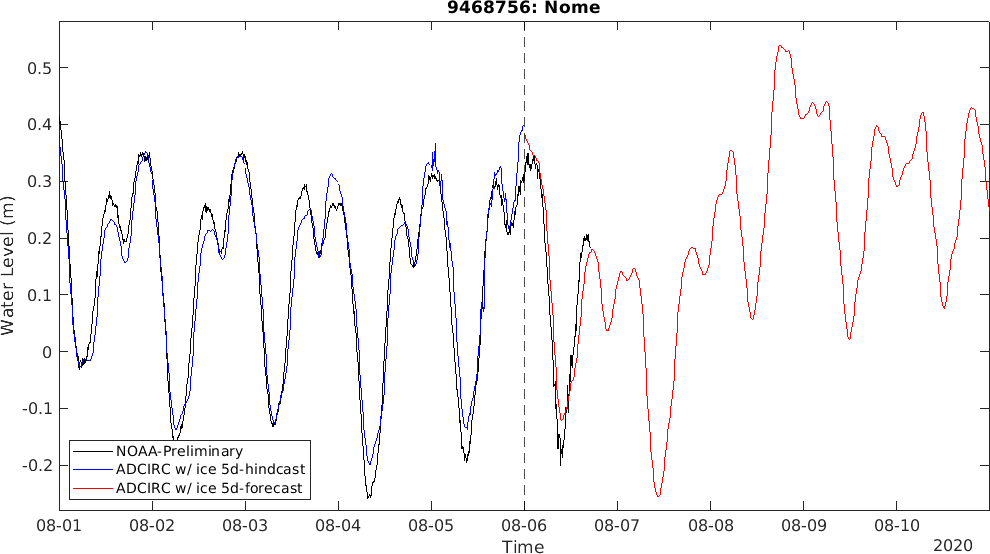 9468756: Nome
Water Level (m)
0.5
0.4
0.3
0.2
0.1
0
-0.1
-0.2
NOAA-Preliminary
ADCIRC w/ ice 5d-hindcast
ADCIRC w/ ice 5d-forecast
08-01 08-02 08-03 08-04 08-05 08-06 08-07 08-08 08-09 08-10
Time
2020